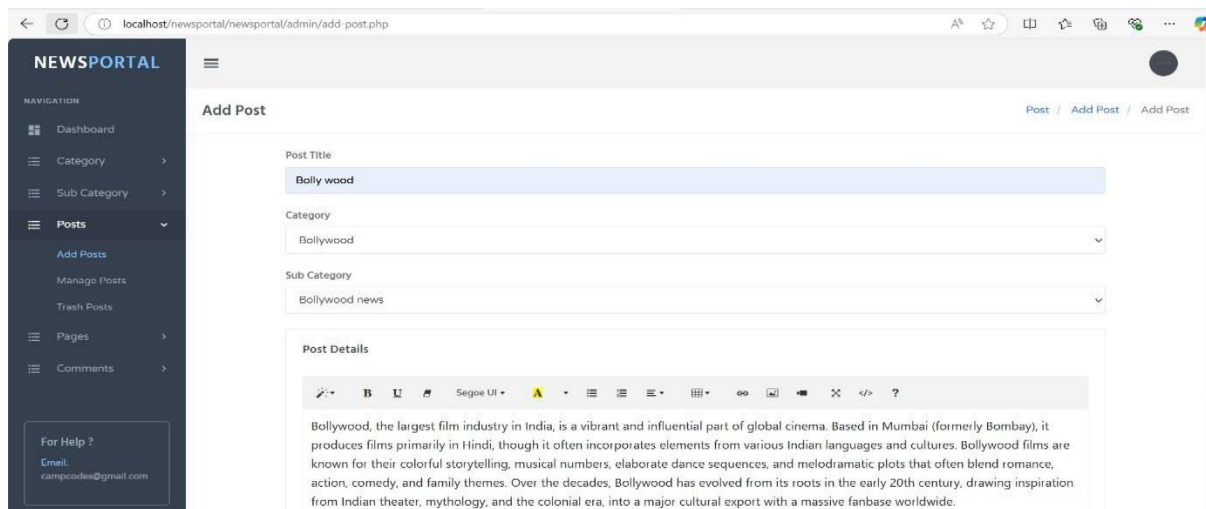 localhost/newsportal/newsportal/admin/add-post.php
NEWSPORTAL
NAVIGATION
Dashboard
Category
Sub Category
Posts
Add Posts
Manage Posts
Trash Posts
Pages
Comments
For Help ?
Email:
campcodes@gmail.com
Add Post
Post / Add Post / Add Post
Post Title
Bolly wood
Category
Bollywood
Sub Category
Bollywood news
Post Details
B U Segoe UI A </> ?
Bollywood, the largest film industry in India, is a vibrant and influential part of global cinema. Based in Mumbai (formerly Bombay), it
produces films primarily in Hindi, though it often incorporates elements from various Indian languages and cultures. Bollywood films are
known for their colorful storytelling, musical numbers, elaborate dance sequences, and melodramatic plots that often blend romance,
action, comedy, and family themes. Over the decades, Bollywood has evolved from its roots in the early 20th century, drawing inspiration
from Indian theater, mythology, and the colonial era, into a major cultural export with a massive fanbase worldwide.